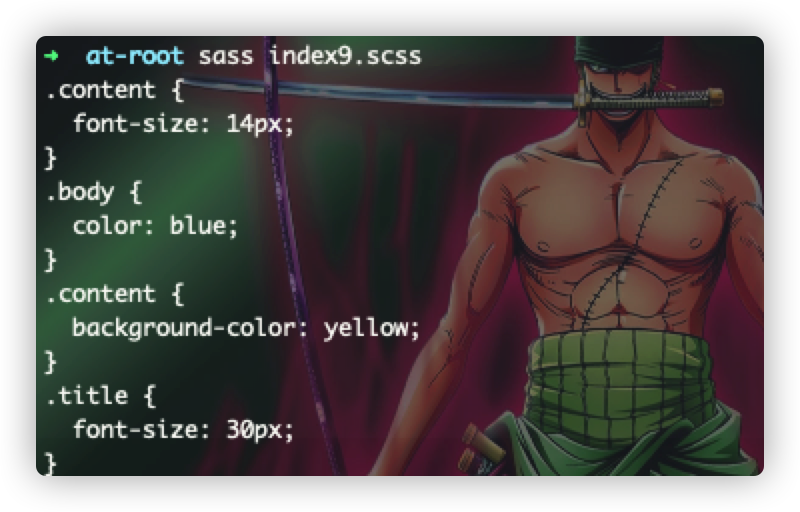 ➜ at-root sass index9.scss
.content {
  font-size: 14px;
}
.body {
  color: blue;
}
.content {
  background-color: yellow;
}
.title {
  font-size: 30px;
}